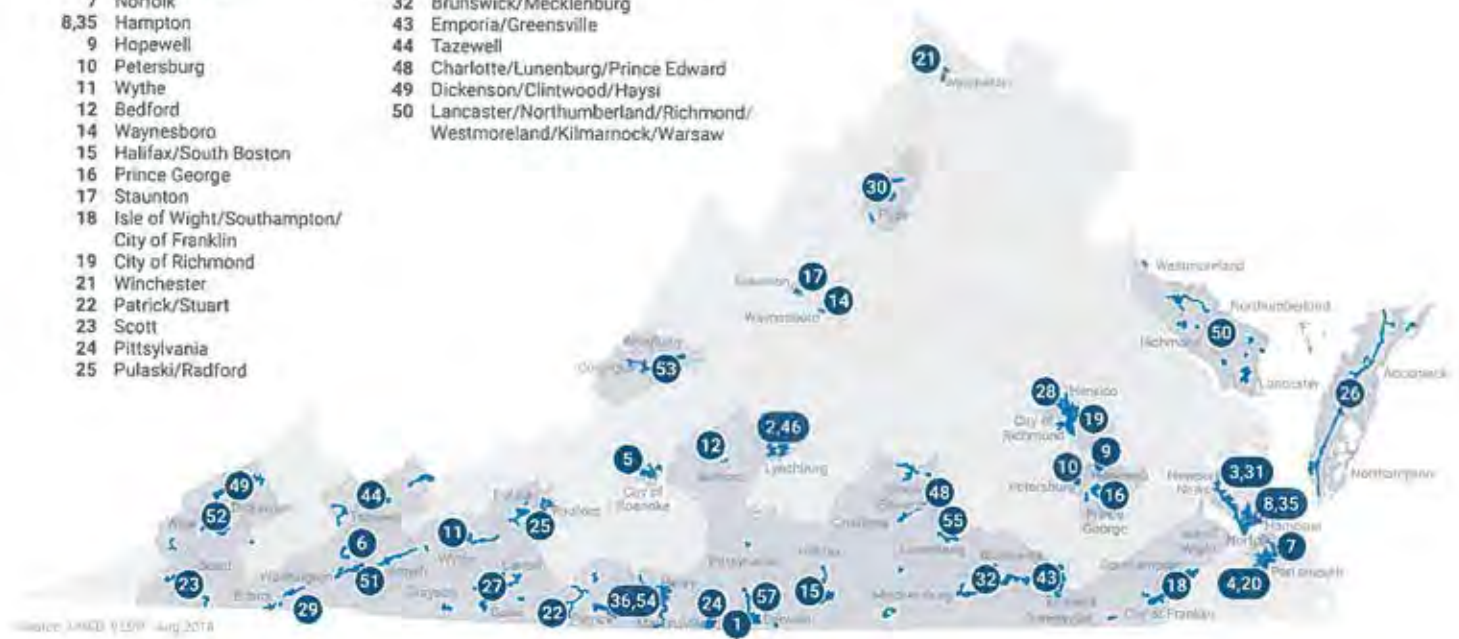 7 Norfolk
8,35 Hampton
9 Hopewell
10 Petersburg
11 Wythe
12 Bedford
14 Waynesboro
15 Halifax/South Boston
16 Prince George
17 Staunton
18 Isle of Wight/Southampton/
City of Franklin
19 City of Richmond
21 Winchester
22 Patrick/Stuart
23 Scott
24 Pittsylvania
25 Pulaski/Radford
32 Brunswick/Mecklenburg
43 Emporia/Greensville
44 Tazewell
48 Charlotte/Lunenburg/Prince Edward
49 Dickenson/Clintwood/Haysi
50 Lancaster/Northumberland/Richmond/
Westmoreland/Kilmarnock/Warsaw
21
30
17
14
Waynesboro
Westmoreland
Northumberland
50
Richmond
Lancaster
Accomack
26
Northampton
53
28 Henrico
City of
Richmond
19
9
10
Petersburg
16
Prince
George
2,46
Lynchburg
12
5
City of
Roanoke
49
52
44
6
11
25
48
55
Newport
News
3,31
8,35
Hampton
Norfolk
7
Portsmouth
4,20
18
City of Franklin
23
51
Washington
29
27
Grayson
22
36,54
24
1
57
15
32
43
Aug 2018